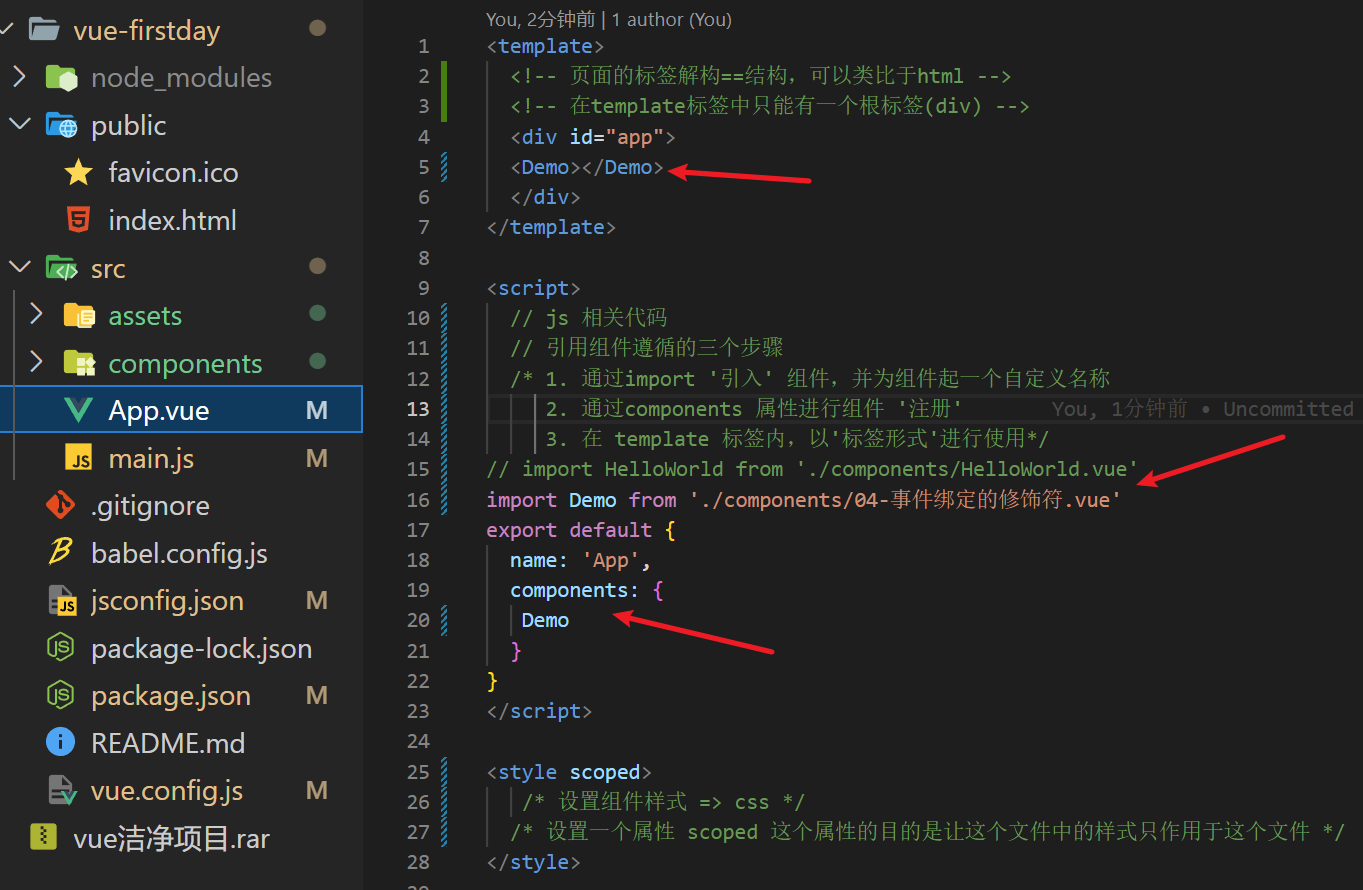 vue-firstday
node_modules
public
favicon.ico
index.html
src
assets
components
App.vue M
main.js M
.gitignore
babel.config.js
jsconfig.json M
package-lock.json
package.json M
README.md
vue.config.js M
vue洁净项目.rar
You, 2分钟前 | 1 author (You)
1 <template>
2 <!-- 页面的标签解构==结构，可以类比于html -->
3 <!-- 在template标签中只能有一个根标签(div) -->
4 <div id="app">
5 <Demo></Demo>
6 </div>
7 </template>
8
9 <script>
10 // js 相关代码
11 // 引用组件遵循的三个步骤
12 /* 1. 通过import '引入' 组件，并为组件起一个自定义名称
13 2. 通过components 属性进行组件 '注册' You, 1分钟前 • Uncommitted
14 3. 在 template 标签内，以'标签形式'进行使用*/
15 // import HelloWorld from './components/HelloWorld.vue'
16 import Demo from './components/04-事件绑定的修饰符.vue'
17 export default {
18 name: 'App',
19 components: {
20 Demo
21 }
22 }
23 </script>
24
25 <style scoped>
26 /* 设置组件样式 => css */
27 /* 设置一个属性 scoped 这个属性的目的是让这个文件中的样式只作用于这个文件 */
28 </style>